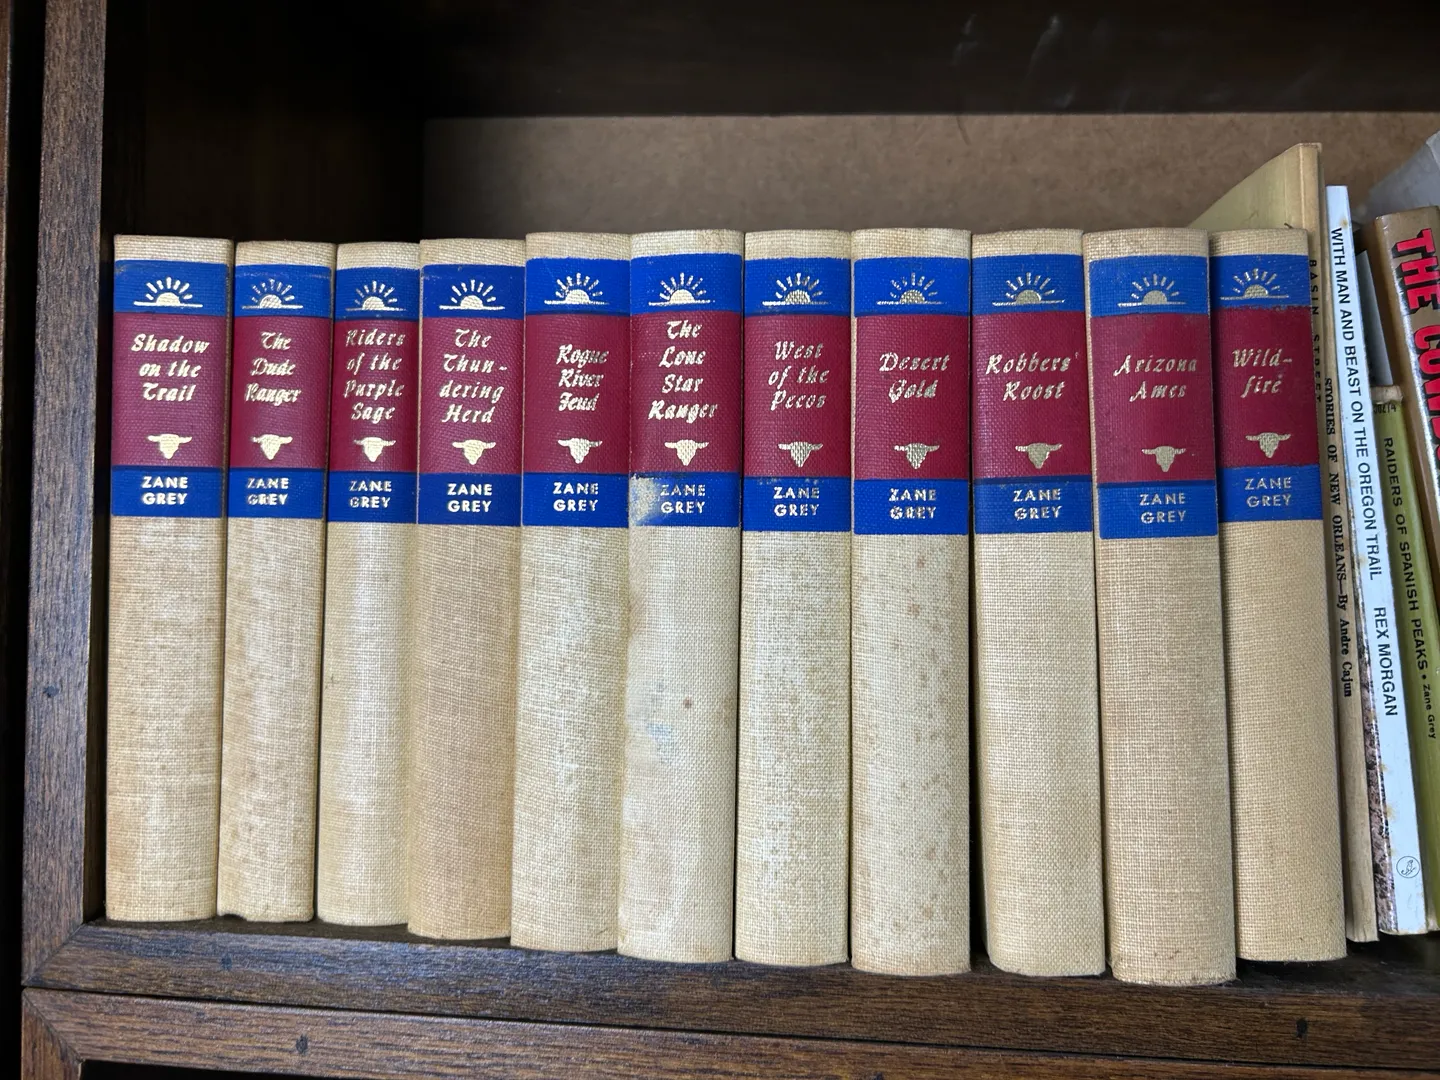 Shadow
on the
Trail
ZANE
GREY
The
Dude
Ranger
ZANE
GREY
Riders
of the
Purple
Sage
ZANE
GREY
The
Thun-
dering
Herd
ZANE
GREY
Rogue
River
Feud
ZANE
GREY
The
Lone
Star
Ranger
ZANE
GREY
West
of the
Pecos
ZANE
GREY
Desert
Gold
ZANE
GREY
Robbers'
Roost
ZANE
GREY
Arizona
Ames
ZANE
GREY
Wild-
fire
ZANE
GREY
BASIN STREET
STORIES OF NEW ORLEANS—By Andre Cajun
WITH MAN AND BEAST ON THE OREGON TRAIL REX MORGAN
RAIDERS OF SPANISH PEAKS • Zane Grey
THE